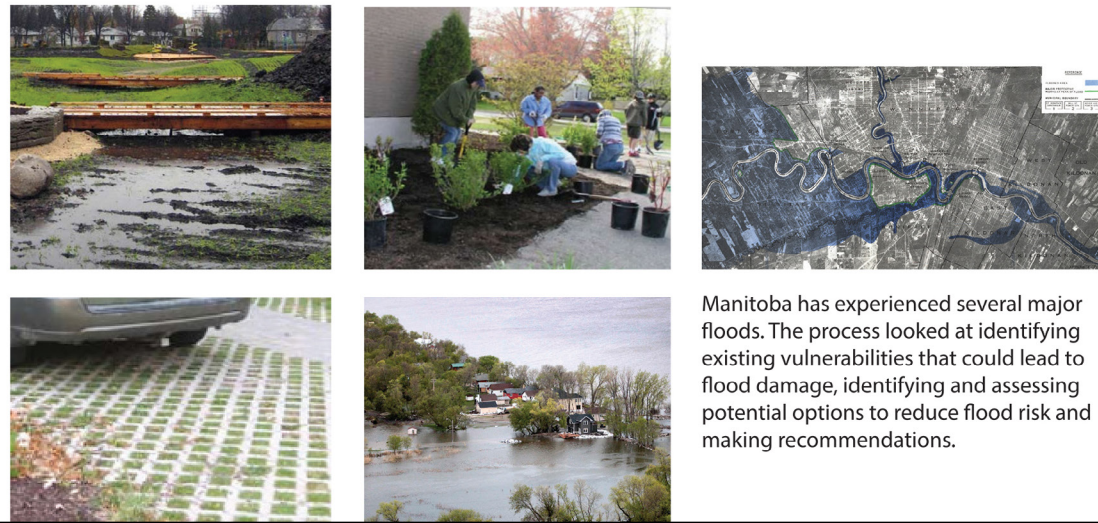 Manitoba has experienced several major
floods. The process looked at identifying
existing vulnerabilities that could lead to
flood damage, identifying and assessing
potential options to reduce flood risk and
making recommendations.